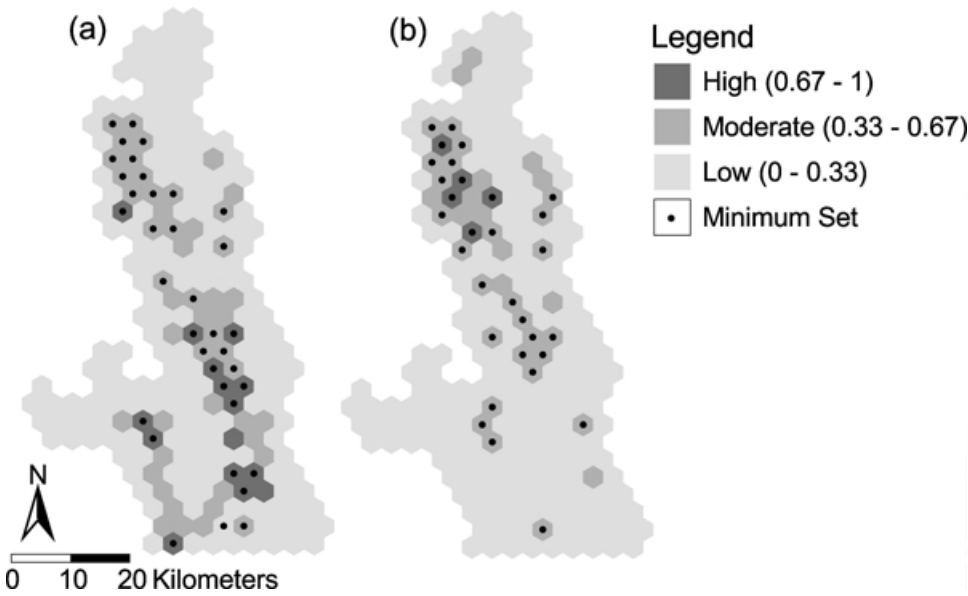 (a)
(b)
Legend
High (0.67 - 1)
Moderate (0.33 - 0.67)
Low (0 - 0.33)
Minimum Set
N
0 10 20 Kilometers